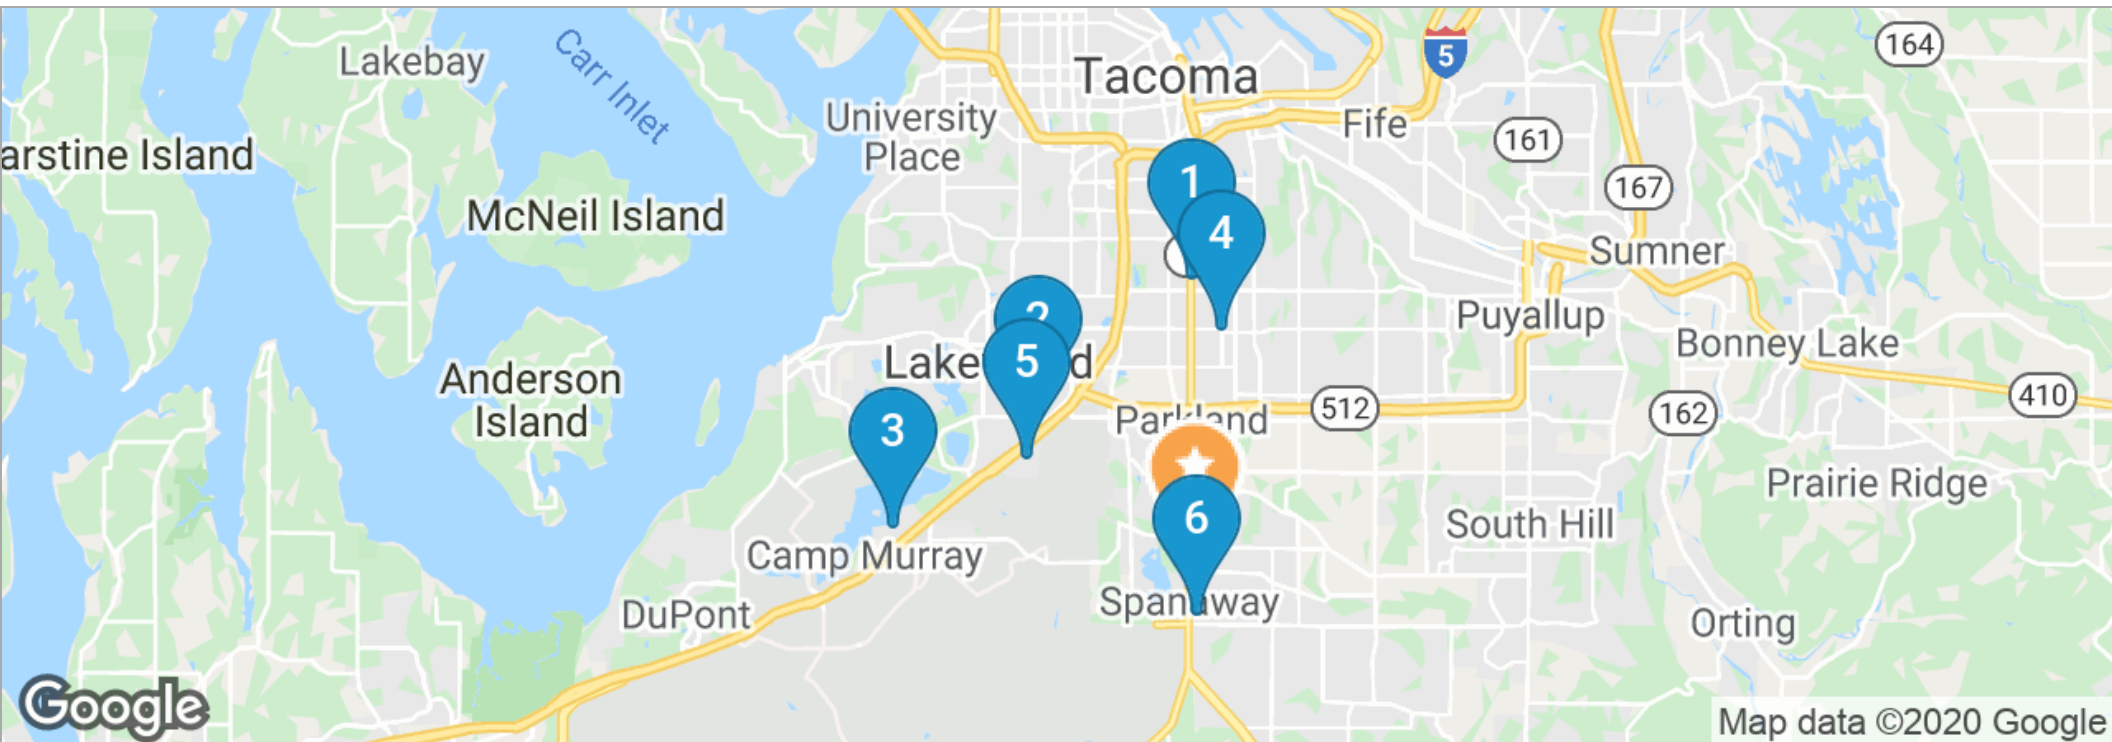 164
Lakebay
Carr Inlet
5
Tacoma
University
Place
Fife
161
arstine Island
167
1
McNeil Island
4
Sumner
2
Puyallup
Bonney Lake
Anderson
Island
5
512
410
162
Parkland
3
Prairie Ridge
6
South Hill
Camp Murray
DuPont
Spanaway
Orting
Google
Map data ©2020 Google